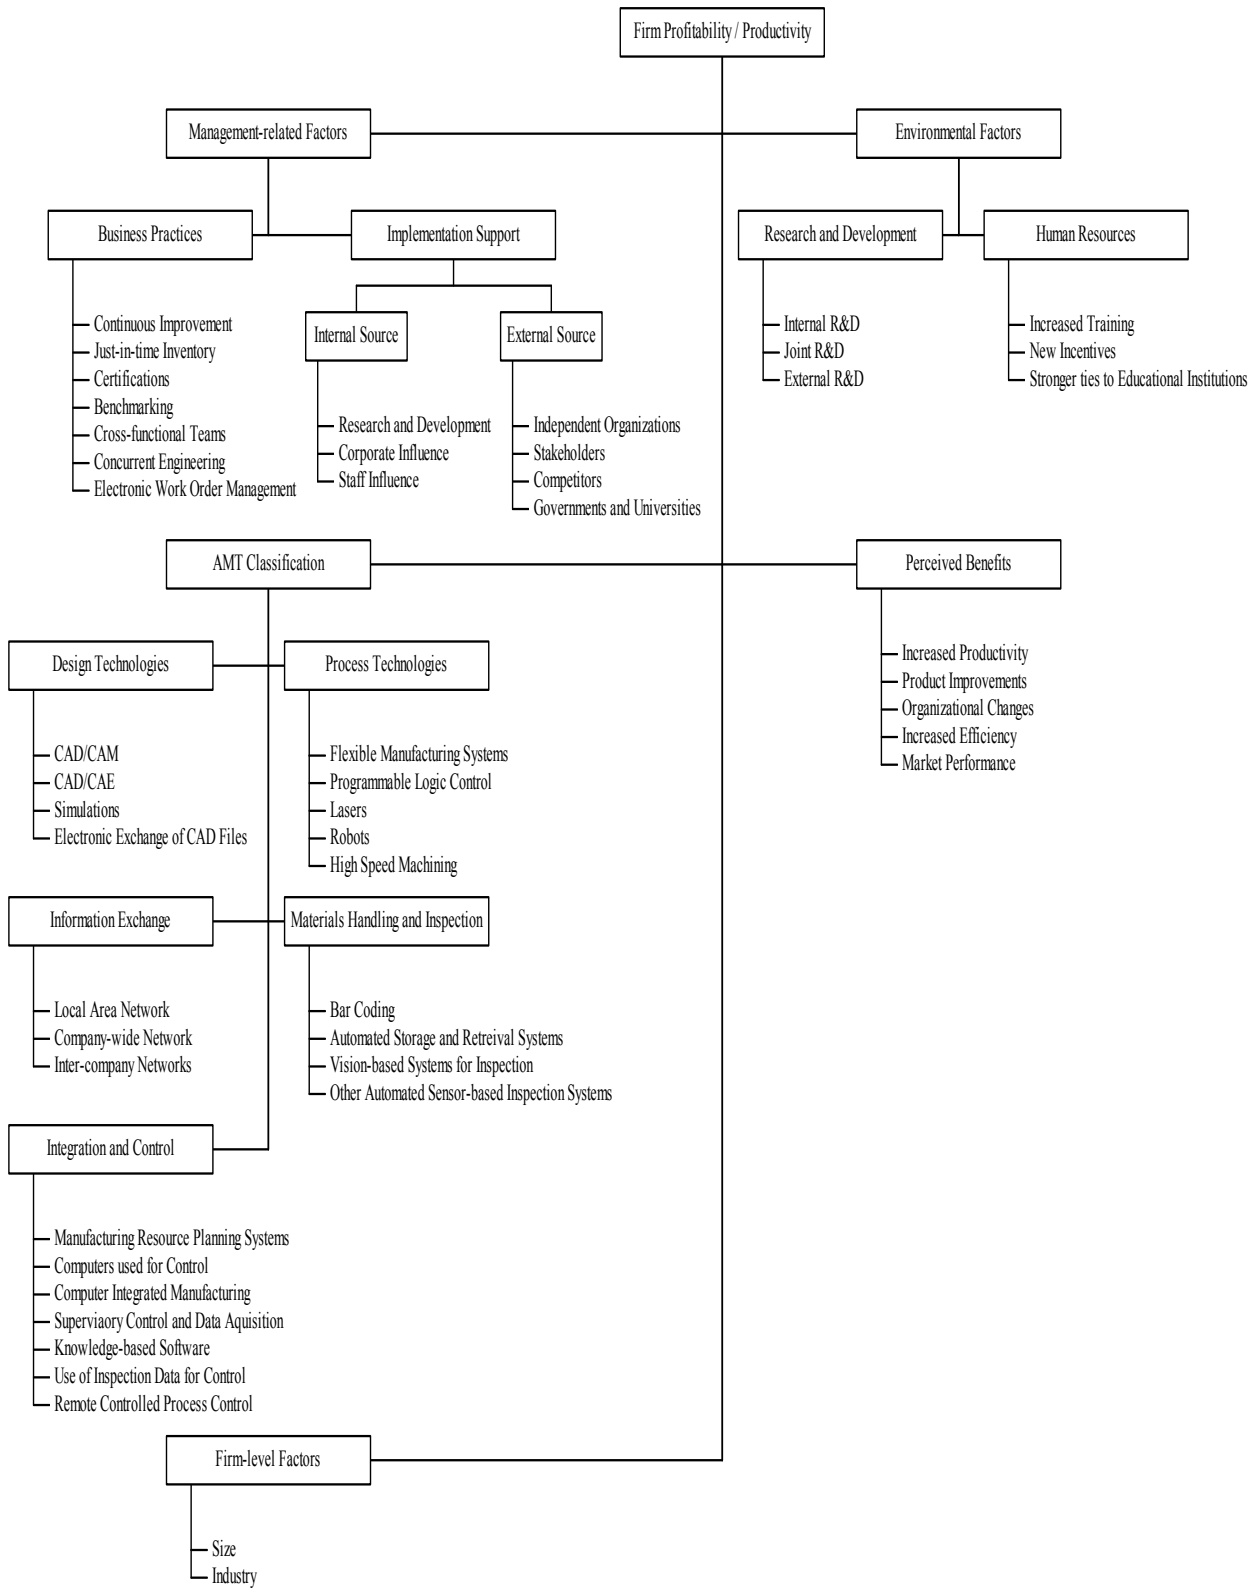 Firm Profitability / Productivity
Management-related Factors
Environmental Factors
Business Practices
Implementation Support
Research and Development
Human Resources
Continuous Improvement
Just-in-time Inventory
Certifications
Benchmarking
Cross-functional Teams
Concurrent Engineering
Electronic Work Order Management
Internal Source
Research and Development
Corporate Influence
Staff Influence
External Source
Independent Organizations
Stakeholders
Competitors
Governments and Universities
Internal R&D
Joint R&D
External R&D
Increased Training
New Incentives
Stronger ties to Educational Institutions
AMT Classification
Perceived Benefits
Increased Productivity
Product Improvements
Organizational Changes
Increased Efficiency
Market Performance
Design Technologies
Process Technologies
CAD/CAM
CAD/CAE
Simulations
Electronic Exchange of CAD Files
Flexible Manufacturing Systems
Programmable Logic Control
Lasers
Robots
High Speed Machining
Information Exchange
Materials Handling and Inspection
Local Area Network
Company-wide Network
Inter-company Networks
Bar Coding
Automated Storage and Retreival Systems
Vision-based Systems for Inspection
Other Automated Sensor-based Inspection Systems
Integration and Control
Manufacturing Resource Planning Systems
Computers used for Control
Computer Integrated Manufacturing
Superviaory Control and Data Aquisition
Knowledge-based Software
Use of Inspection Data for Control
Remote Controlled Process Control
Firm-level Factors
Size
Industry